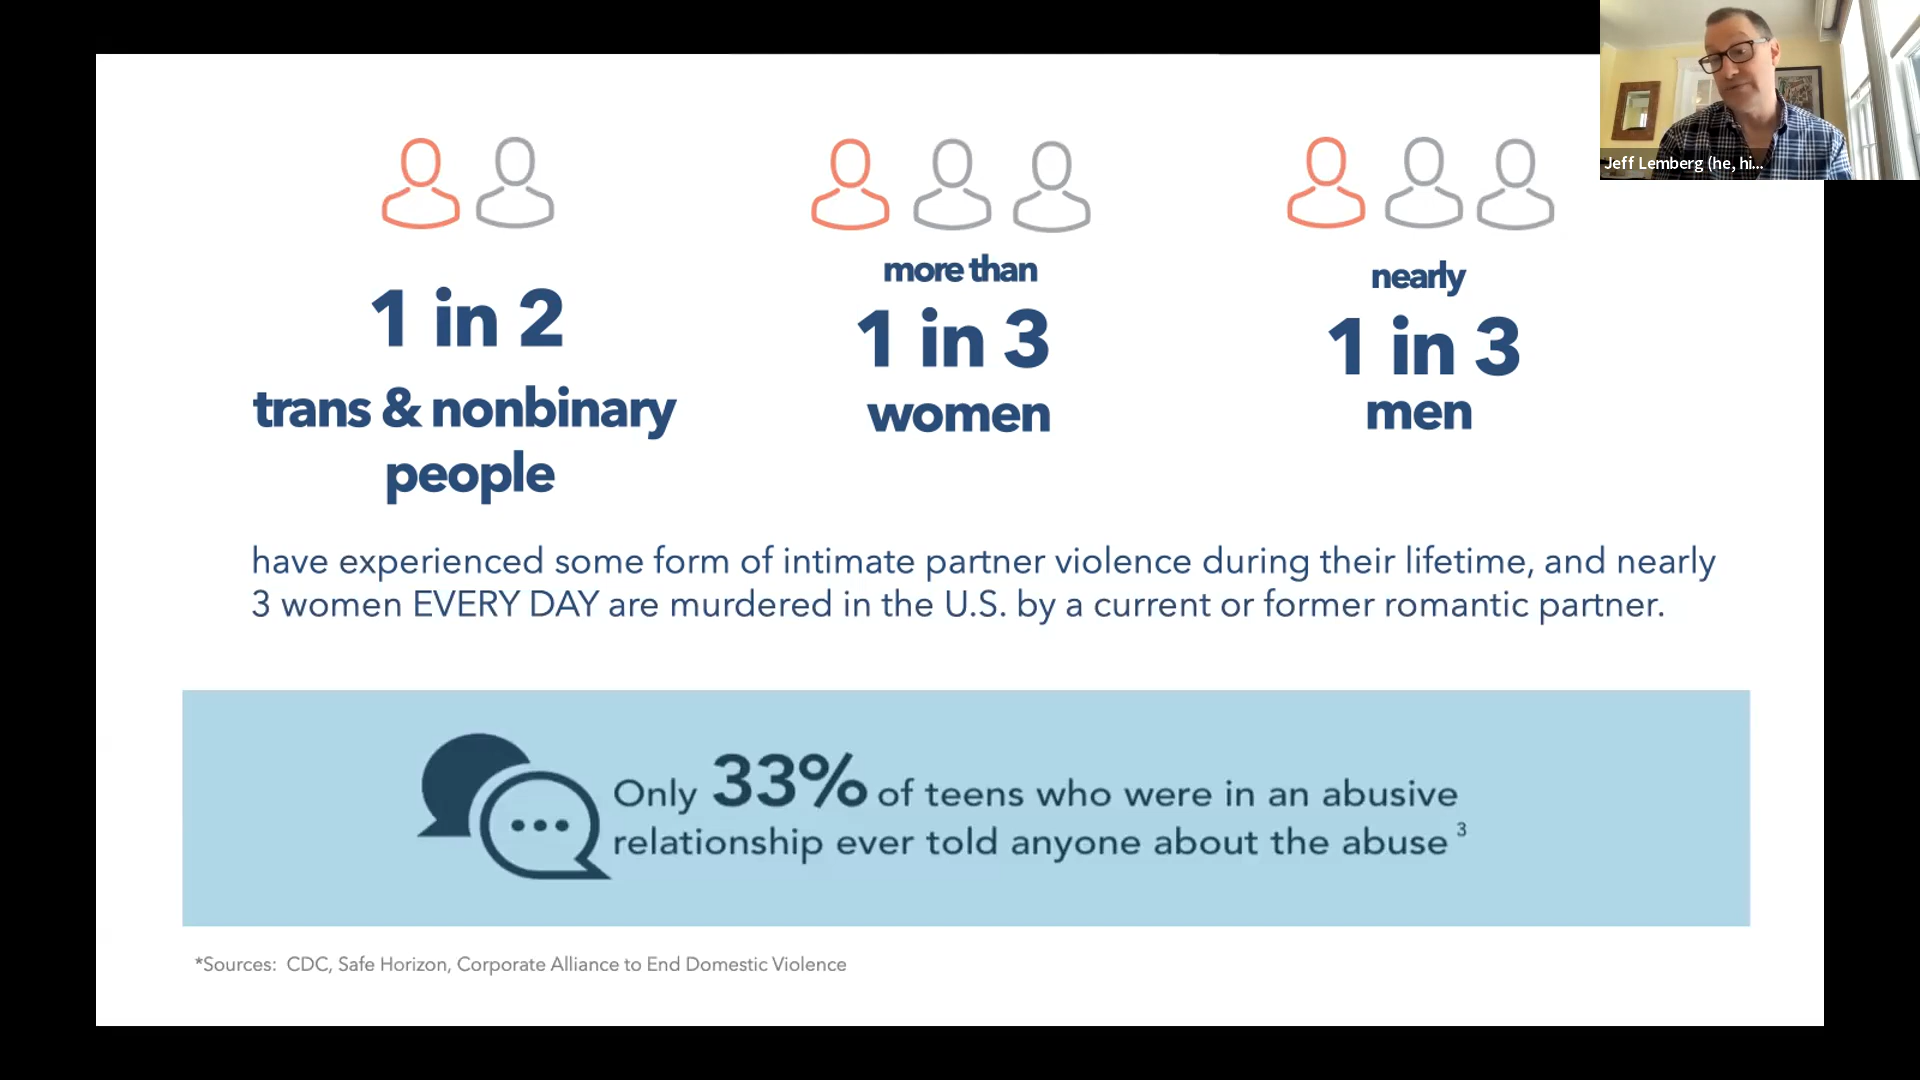 Jeff Lemberg (he, hi...
1 in 2
trans & nonbinary
people
more than
1 in 3
women
nearly
1 in 3
men
have experienced some form of intimate partner violence during their lifetime, and nearly
3 women EVERY DAY are murdered in the U.S. by a current or former romantic partner.
Only 33% of teens who were in an abusive
relationship ever told anyone about the abuse 3
*Sources: CDC, Safe Horizon, Corporate Alliance to End Domestic Violence